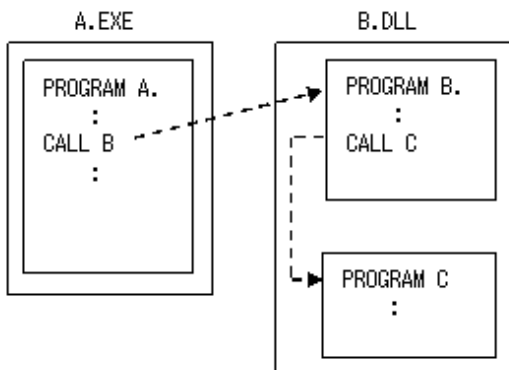 A.EXE
PROGRAM A.
:
CALL B
:
B.DLL
PROGRAM B.
:
CALL C
PROGRAM C
: